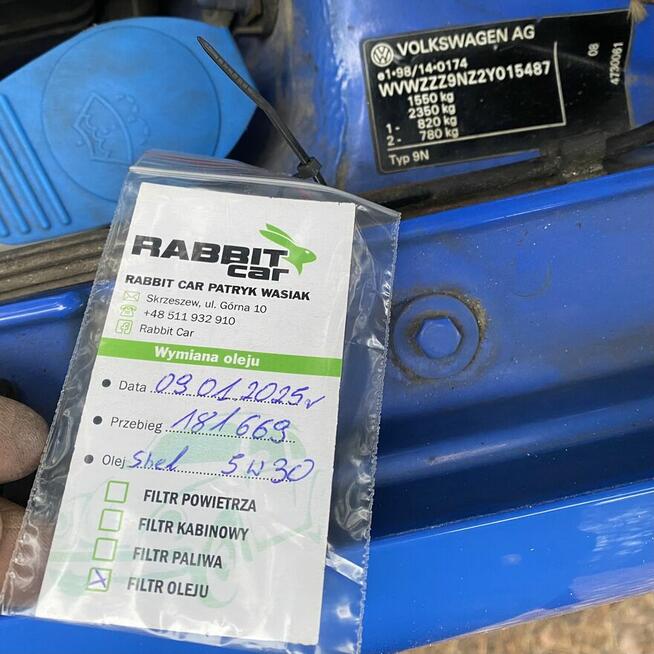 VOLKSWAGEN AG
e1*98/14*0174
WVWZZZ9NZ2Y015487
1550 kg
2350 kg
1- 820 kg
2- 780 kg
Typ 9N
08
4730081
RABBIT
car
RABBIT CAR PATRYK WASIAK
Skrzeszew, ul. Górna 10
+48 511 932 910
Rabbit Car
Wymiana oleju
Data 09.01.2025r
Przebieg 181 669
Olej Shel 5W30
FILTR POWIETRZA
FILTR KABINOWY
FILTR PALIWA
FILTR OLEJU